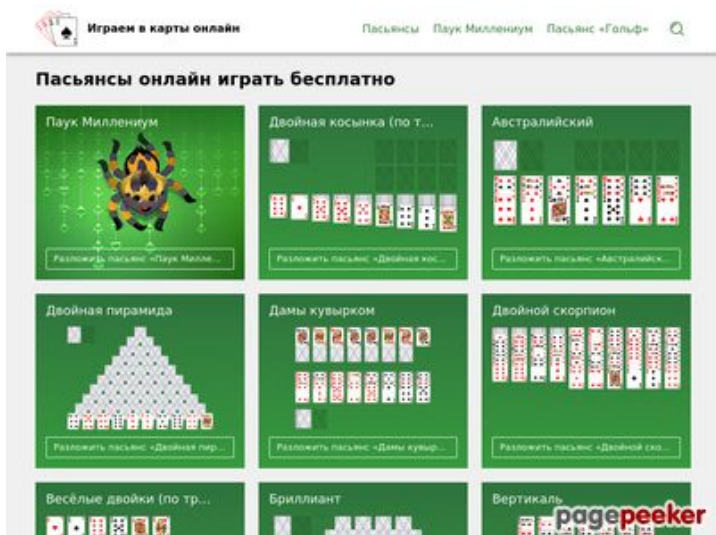 Играем в карты онлайн
Пасьянсы Паук Миллениум Пасьянс «Гольф»
Пасьянсы онлайн играть бесплатно
Паук Миллениум
Двойная косынка (по т...
Австралийский
Разложить пасьянс «Паук Милле...
Разложить пасьянс «Двойная кос...
Разложить пасьянс «Австралийск...
Двойная пирамида
Дамы кувырком
Двойной скорпион
Разложить пасьянс «Двойная пир...
Разложить пасьянс «Дамы кувыр...
Разложить пасьянс «Двойной ско...
Весёлые двойки (по тр...
Бриллиант
Вертикаль
pagepeeker